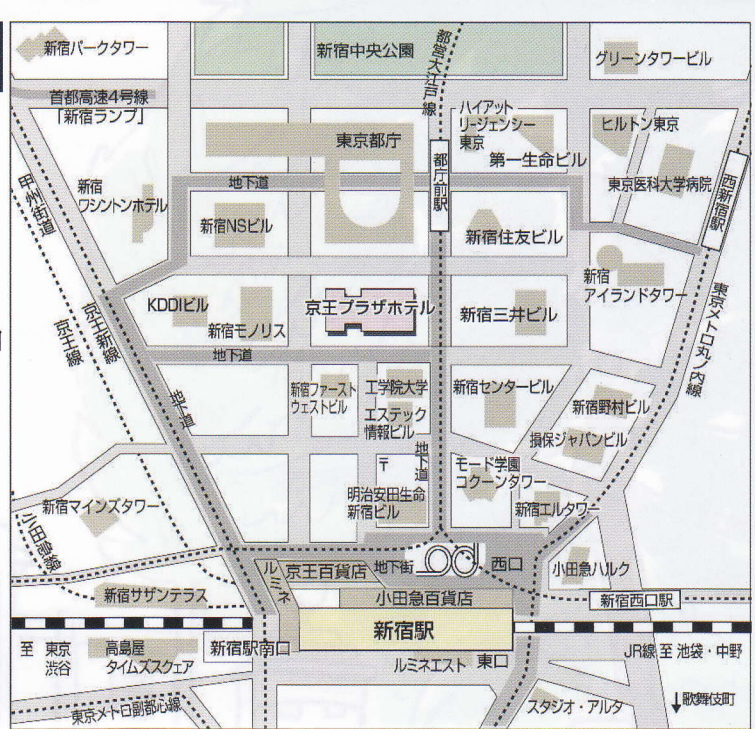 新宿パークタワー
新宿中央公園
都営大江戸線
グリーンタワービル
首都高速4号線
「新宿ランプ」
ハイアット
リージェンシー
東京
ヒルトン東京
東京都庁
第一生命ビル
都庁前駅
東京医科大学病院
西新宿駅
甲州街道
新宿
ワシントンホテル
地下道
新宿NSビル
新宿住友ビル
新宿
アイランドタワー
KDDIビル
新宿モノリス
京王プラザホテル
新宿三井ビル
京王新線
京王線
東京メトロ丸ノ内線
地下道
地下道
新宿ファースト
ウェストビル
工学院大学
エステック
情報ビル
新宿センタービル
新宿野村ビル
損保ジャパンビル
地下道
〒
モード学園
コクーンタワー
明治安田生命
新宿ビル
新宿エルタワー
新宿マインズタワー
小田急線
ルミネ
京王百貨店
地下街
西口
小田急ハルク
新宿サザンテラス
小田急百貨店
新宿西口駅
新宿駅
至 東京
渋谷
高島屋
タイムズスクェア
新宿駅南口
ルミネエスト
東口
JR線 至 池袋・中野
東京メトロ副都心線
スタジオ・アルタ
↓歌舞伎町